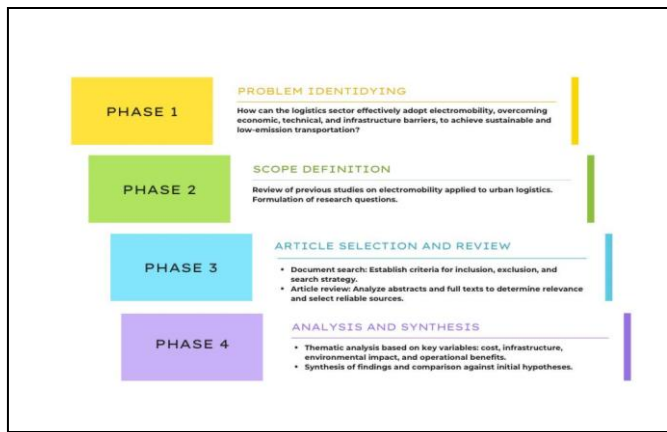 PHASE 1
PROBLEM IDENTIDYING
How can the logistics sector effectively adopt electromobility, overcoming
economic, technical, and infrastructure barriers, to achieve sustainable and
low-emission transportation?
PHASE 2
SCOPE DEFINITION
Review of previous studies on electromobility applied to urban logistics.
Formulation of research questions.
PHASE 3
ARTICLE SELECTION AND REVIEW
• Document search: Establish criteria for inclusion, exclusion, and
search strategy.
• Article review: Analyze abstracts and full texts to determine relevance
and select reliable sources.
PHASE 4
ANALYSIS AND SYNTHESIS
• Thematic analysis based on key variables: cost, infrastructure,
environmental impact, and operational benefits.
• Synthesis of findings and comparison against initial hypotheses.